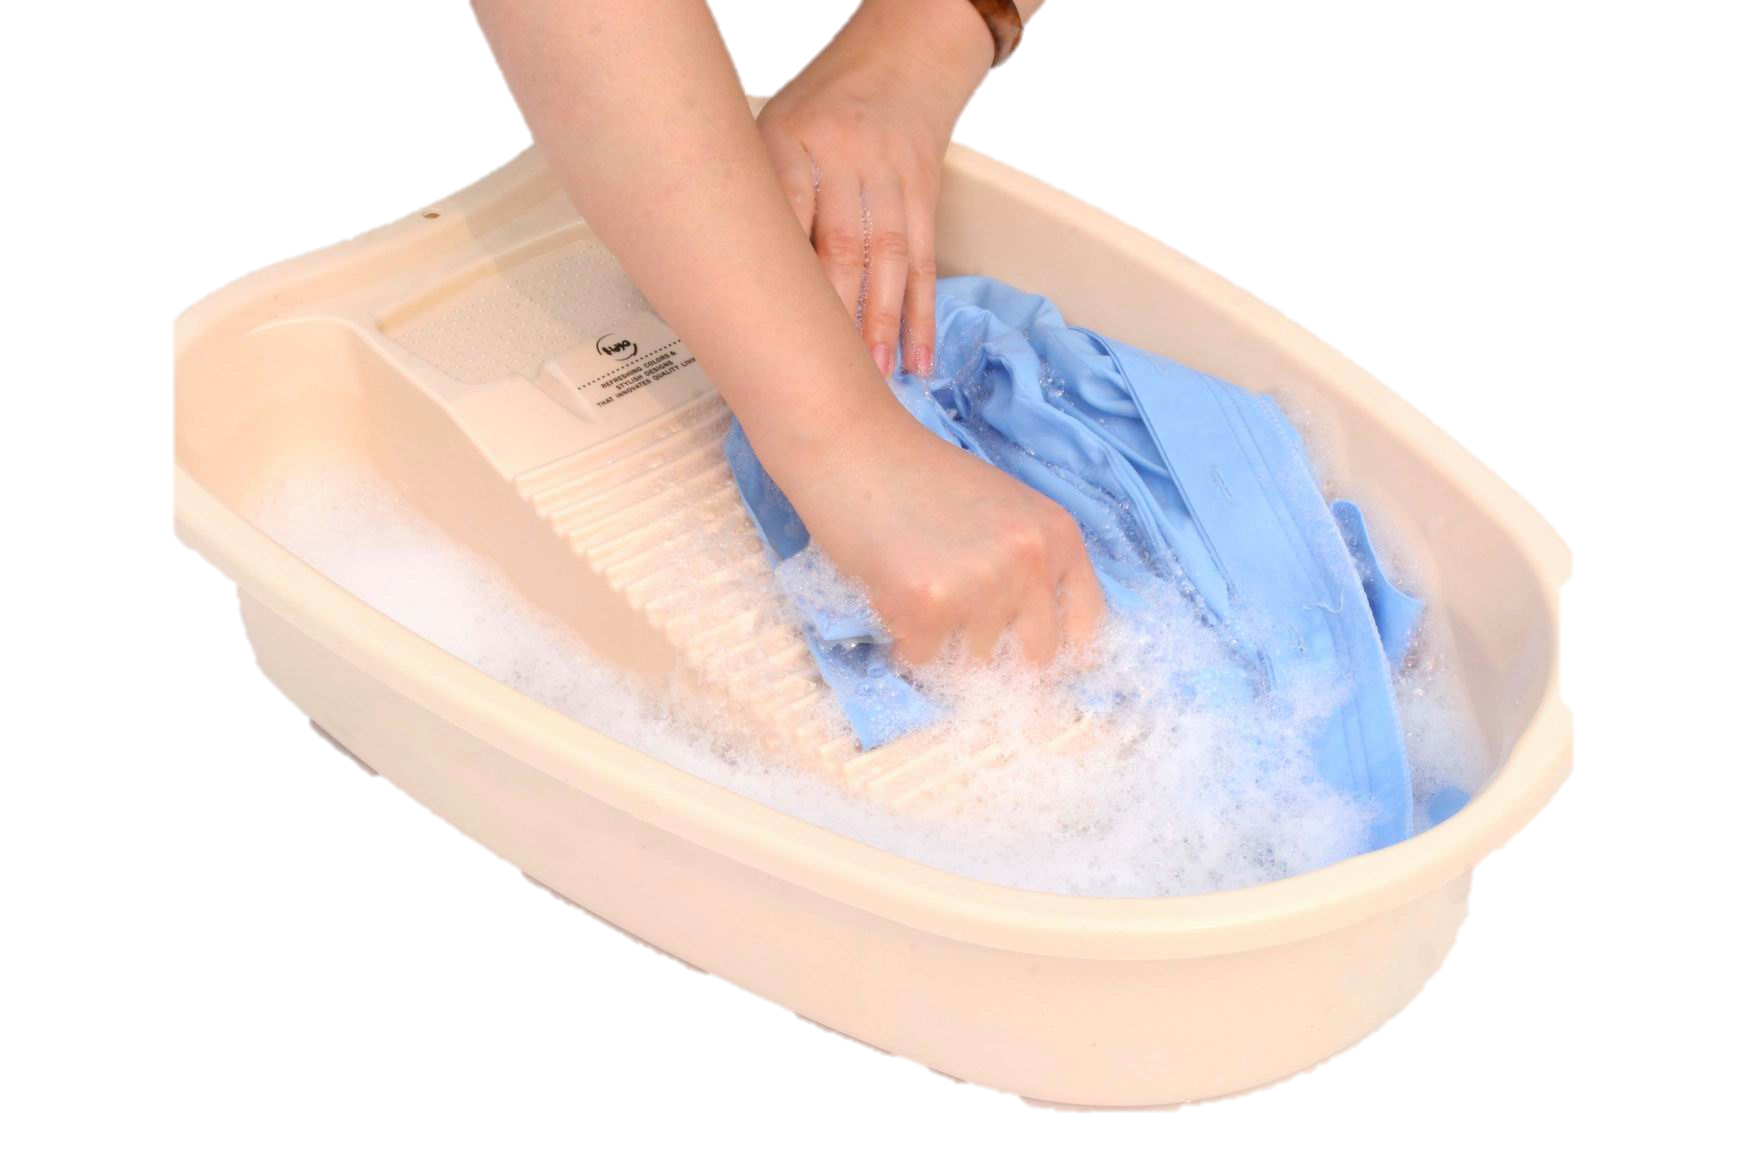 REFRESHING COLORS &
STYLISH DESIGNS
THAT INNOVATES QUALITY